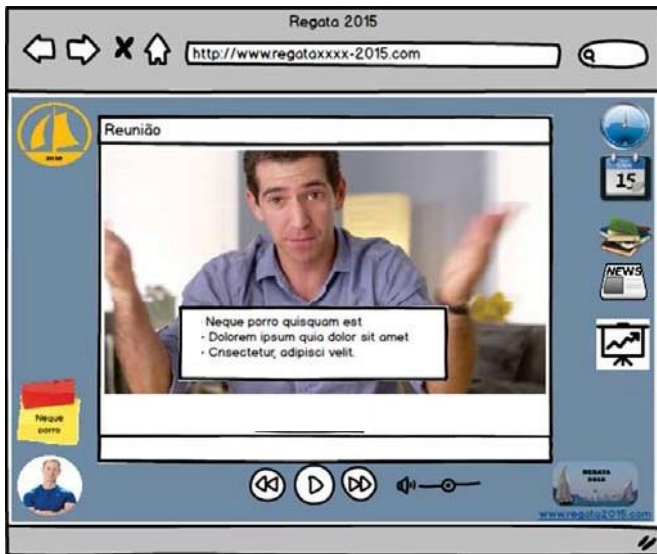 Regata 2015
http://www.regataxxxx-2015.com
Reunião
15
· Neque porro quisquam est
- Dolorem ipsum quia dolor sit amet
- Cnsectetur, adipisci velit.
NEWS
Neque
porro
REGATA
www.regata2015.com